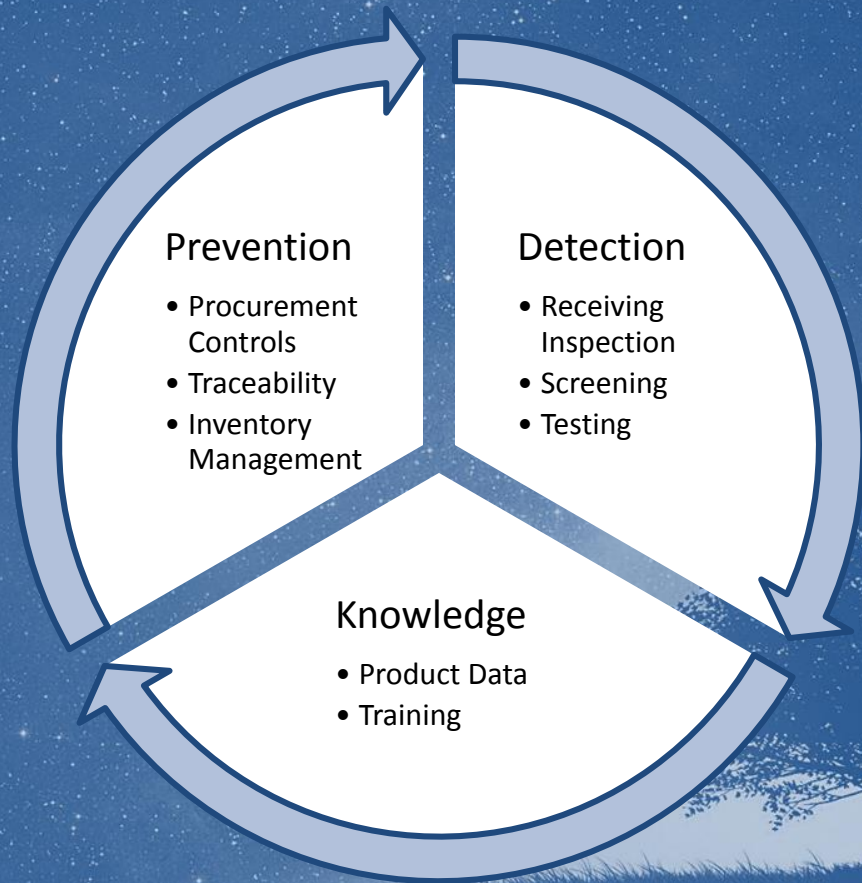 Prevention
• Procurement
Controls
• Traceability
• Inventory
Management
Detection
• Receiving
Inspection
• Screening
• Testing
Knowledge
• Product Data
• Training